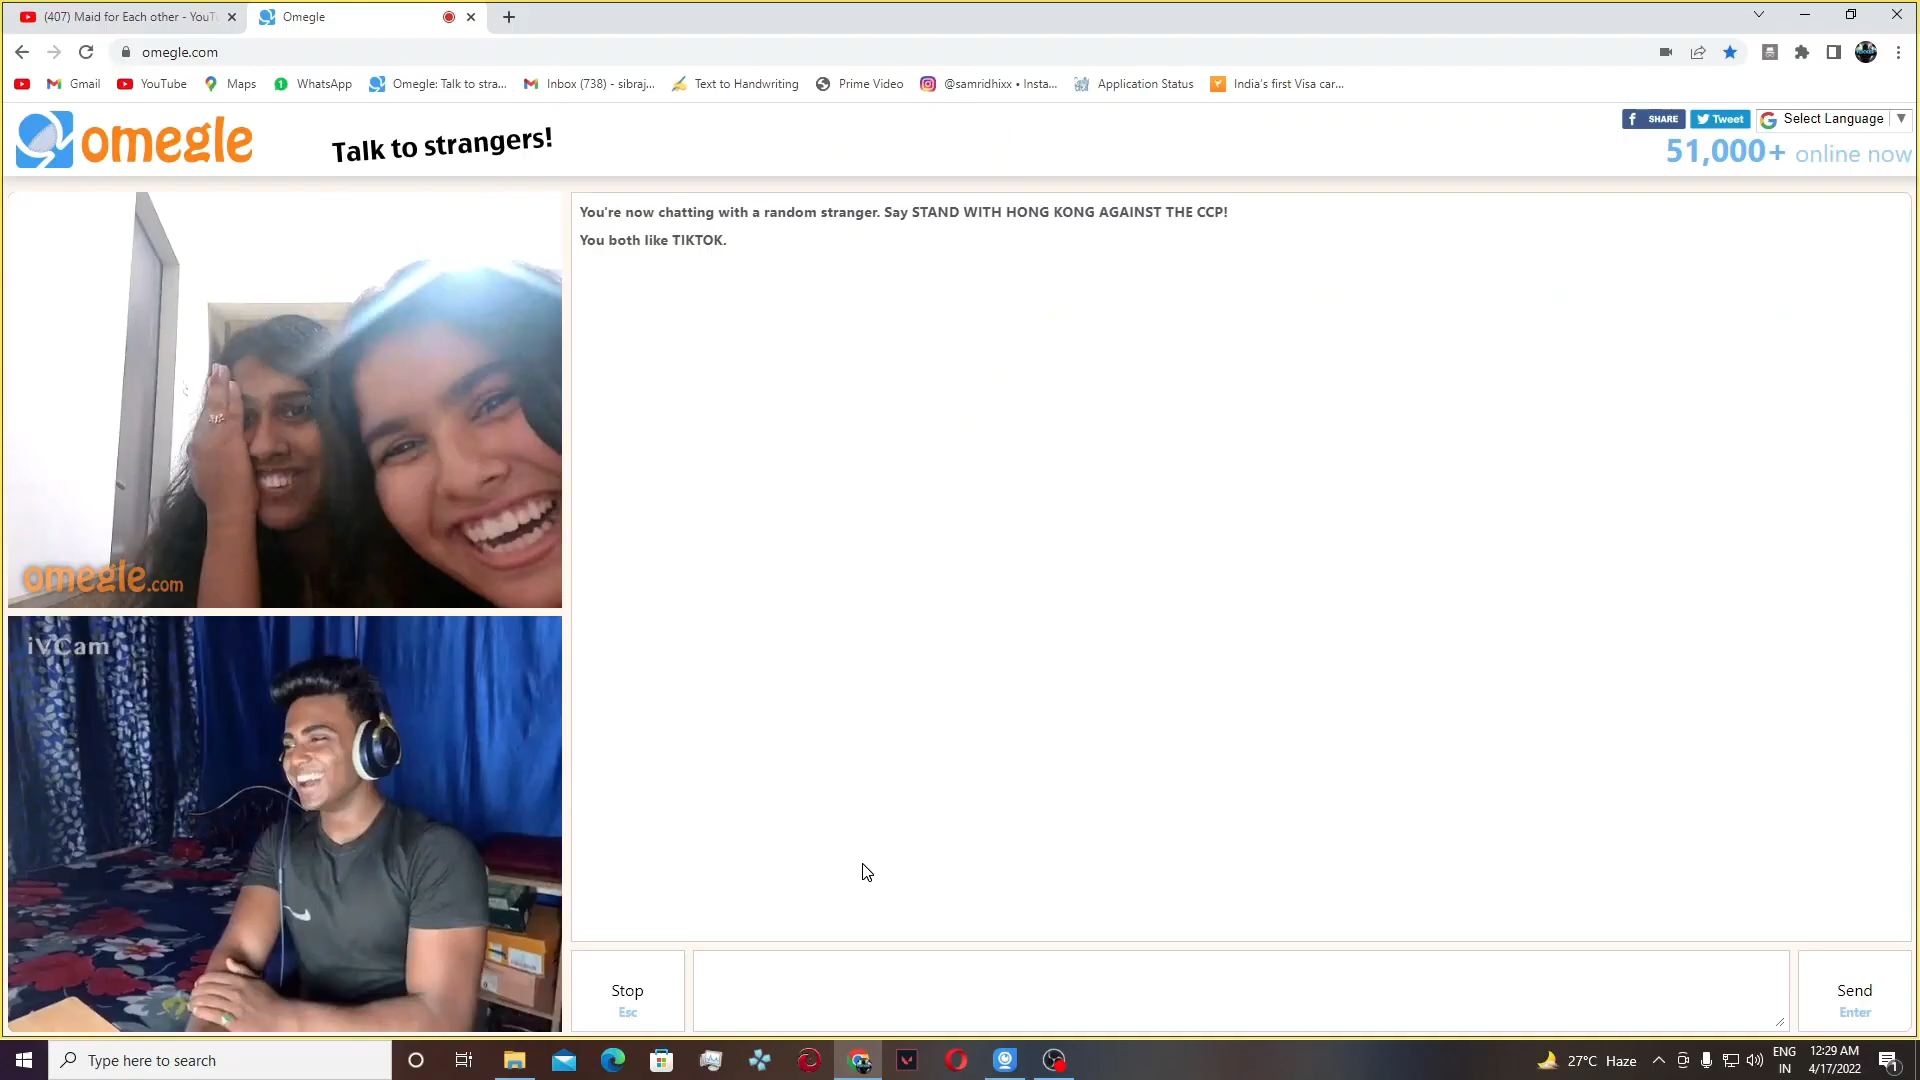 (407) Maid for Each other - YouT
Omegle
omegle.com
Gmail
YouTube
Maps
WhatsApp
Omegle: Talk to stra...
Inbox (738) - sibraj...
Text to Handwriting
Prime Video
@samridhixx • Insta...
Application Status
India's first Visa car...
omegle
Talk to strangers!
SHARE
Tweet
Select Language
51,000+ online now
You're now chatting with a random stranger. Say STAND WITH HONG KONG AGAINST THE CCP!
You both like TIKTOK.
omegle.com
iVCam
Stop
Esc
Send
Enter
Type here to search
27°C Haze
ENG
IN
12:29 AM
4/17/2022
1